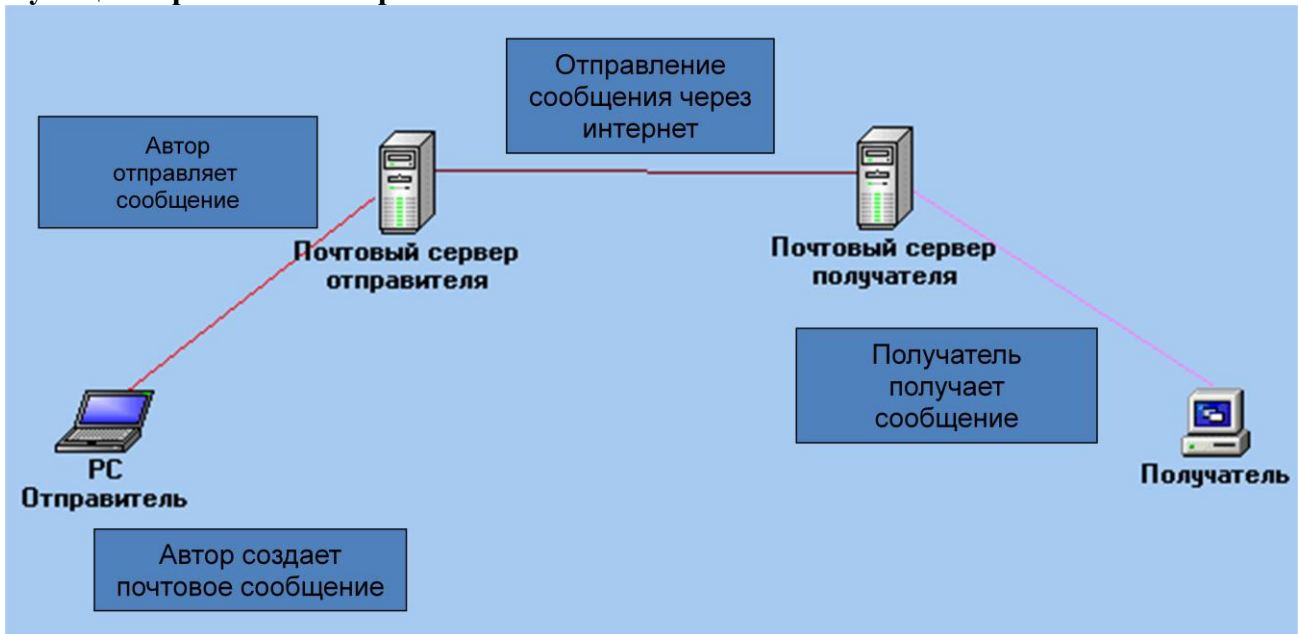 Отправление
сообщения через
интернет
Автор
отправляет
сообщение
Почтовый сервер
отправителя
Почтовый сервер
получателя
Получатель
получает
сообщение
PC
Отправитель
Получатель
Автор создает
почтовое сообщение